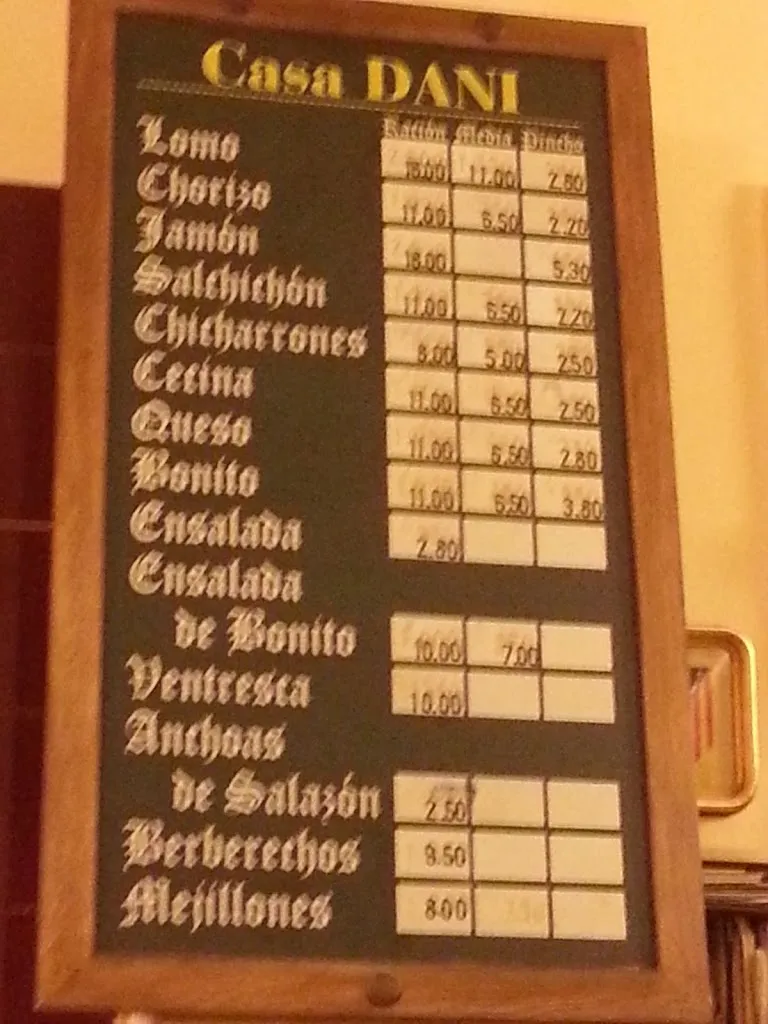 Casa DANI
Ración Media Pincho
Lomo 18.00 11.00 2.80
Chorizo 11.00 6.50 2.20
Jamón 18.00 5.30
Salchichón 11.00 6.50 2.20
Chicharrones 8.00 5.00 2.50
Cecina 11.00 6.50 2.50
Queso 11.00 6.50 2.80
Bonito 11.00 6.50 3.80
Ensalada 2.80
Ensalada
de Bonito 10.00 7.00
Ventresca 10.00
Anchoas
de Salazón 2.50
Berberechos 9.50
Mejillones 8.00